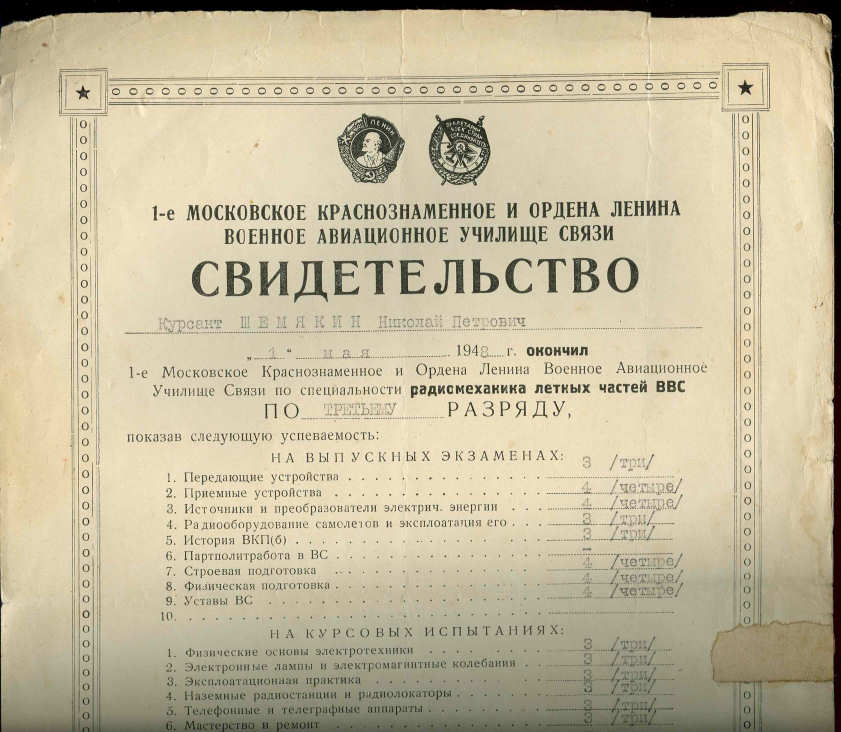 ЛЕНИН
1-е МОСКОВСКОЕ КРАСНОЗНАМЕННОЕ И ОРДЕНА ЛЕНИНА
ВОЕННОЕ АВИАЦИОННОЕ УЧИЛИЩЕ СВЯЗИ
СВИДЕТЕЛЬСТВО
Курсант ШЕМЯКИН Николай Петрович
„ 1 “ мая 1948 г. окончил
1-е Московское Краснознаменное и Ордена Ленина Военное Авиационное
Училище Связи по специальности радиомеханика летных частей ВВС
ПО ТРЕТЬЕМУ РАЗРЯДУ,
показав следующую успеваемость:
НА ВЫПУСКНЫХ ЭКЗАМЕНАХ:
1. Передающие устройства 3 /три/
2. Приемные устройства 4 /четыре/
3. Источники и преобразователи электрич. энергии 4 /четыре/
4. Радиооборудование самолетов и эксплоатация его 3 /три/
5. История ВКП(б) 3 /три/
6. Партполитработа в ВС –
7. Строевая подготовка 4 /четыре/
8. Физическая подготовка 4 /четыре/
9. Уставы ВС 4 /четыре/
10.
НА КУРСОВЫХ ИСПЫТАНИЯХ:
1. Физические основы электротехники 3 /три/
2. Электронные лампы и электромагнитные колебания 3 /три/
3. Эксплоатационная практика 3 /три/
4. Наземные радиостанции и радиолокаторы 3 /три/
5. Телефонные и телеграфные аппараты 3 /три/
6. Мастерство и ремонт 3 /три/